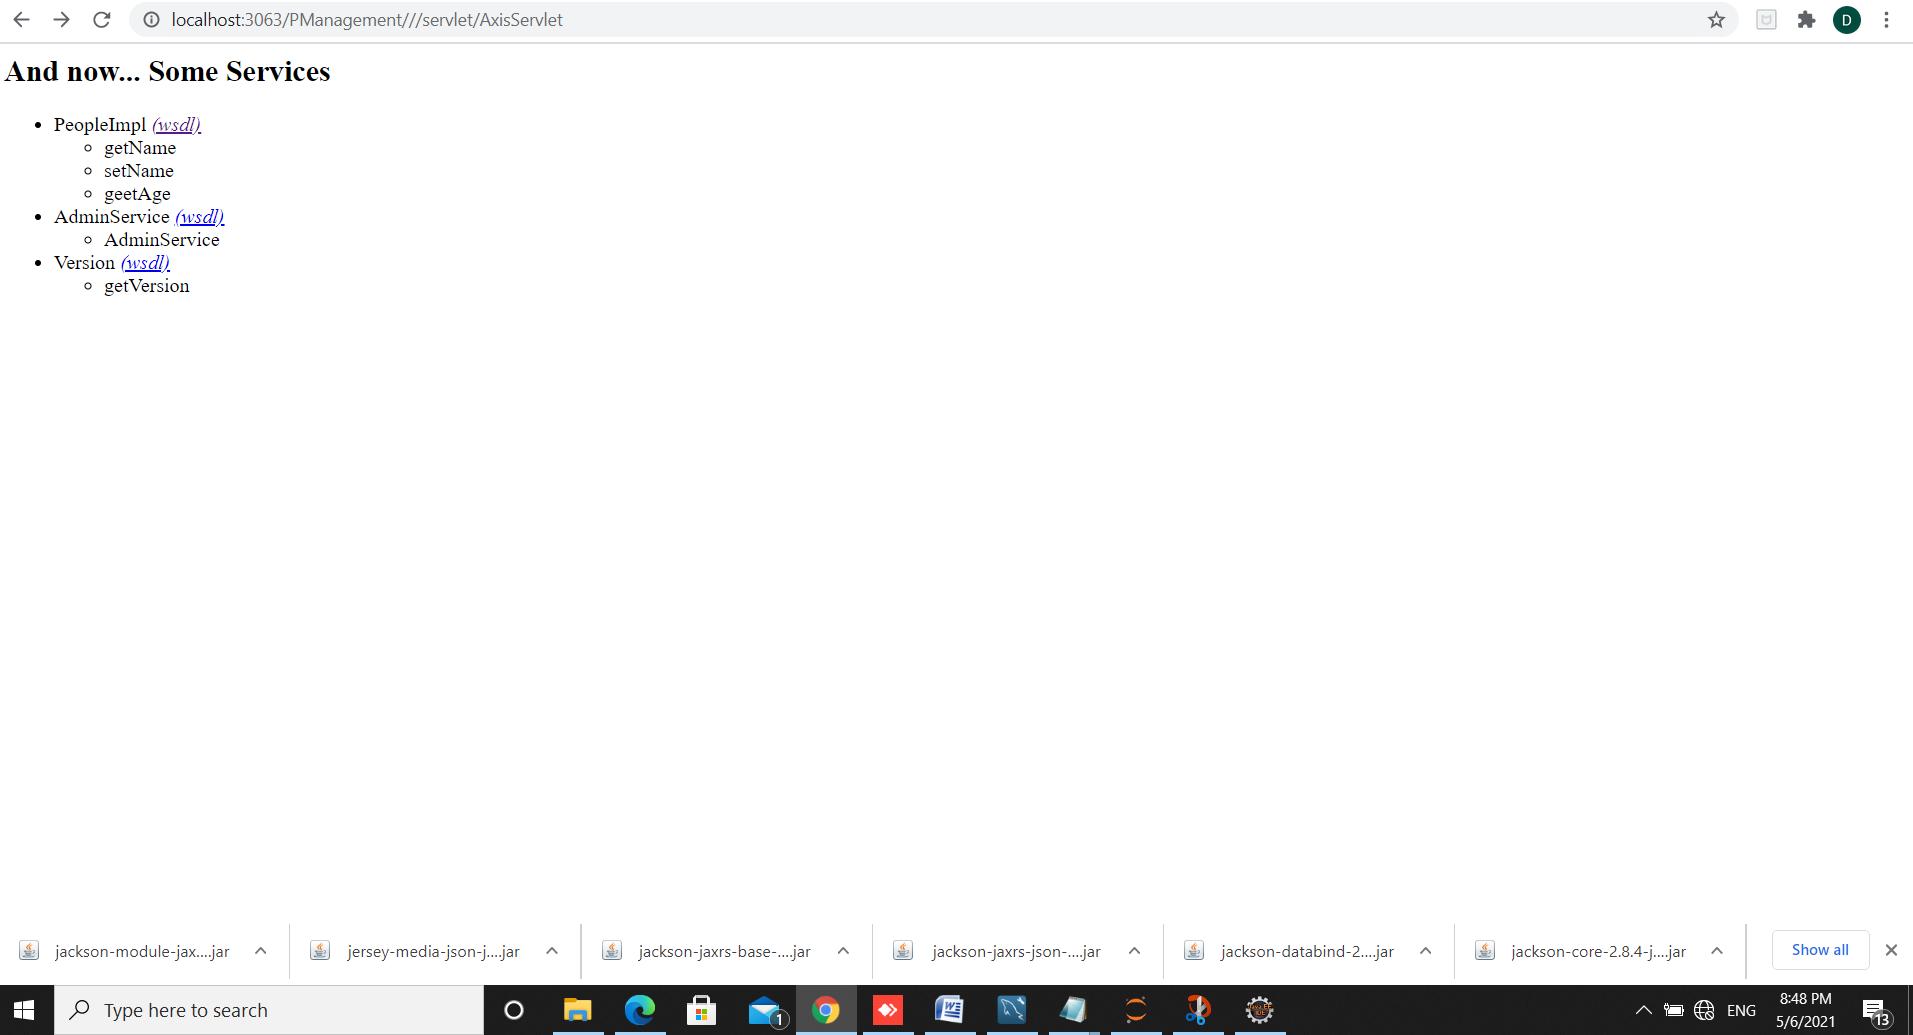 localhost:3063/PManagement///servlet/AxisServlet
D
And now... Some Services
PeopleImpl (wsdl)
getName
setName
geetAge
AdminService (wsdl)
AdminService
Version (wsdl)
getVersion
jackson-module-jax....jar
jersey-media-json-j....jar
jackson-jaxrs-base-....jar
jackson-jaxrs-json-....jar
jackson-databind-2....jar
jackson-core-2.8.4-j....jar
Show all
Type here to search
1
W
ENG
8:48 PM
5/6/2021
13